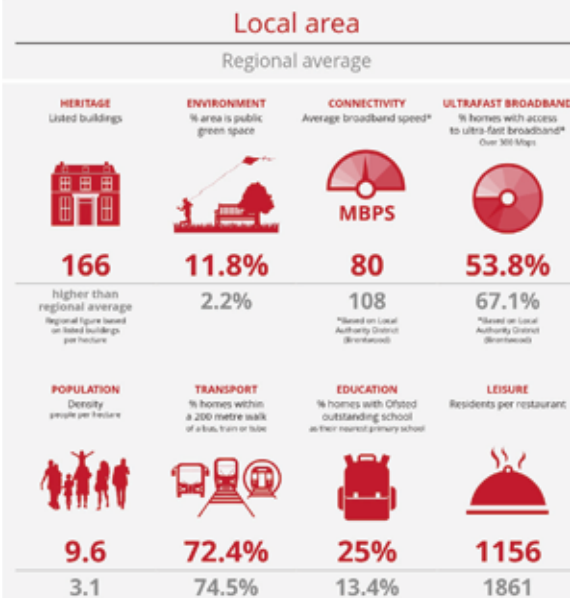 Local area
Regional average
HERITAGE
Listed buildings
ENVIRONMENT
% area is public
green space
CONNECTIVITY
Average broadband speed*
ULTRAFAST BROADBAND
% homes with access
to ultra-fast broadband*
Over 300 Mbps
MBPS
166
11.8%
80
53.8%
higher than
regional average
Regional figure based
on listed buildings
per hectare
2.2%
108
*Based on Local
Authority District
(Brentwood)
67.1%
*Based on Local
Authority District
(Brentwood)
POPULATION
Density
people per hectare
TRANSPORT
% homes within
a 200 metre walk
of a bus, train or tube
EDUCATION
% homes with Ofsted
outstanding school
as their nearest primary school
LEISURE
Residents per restaurant
9.6
72.4%
25%
1156
3.1
74.5%
13.4%
1861